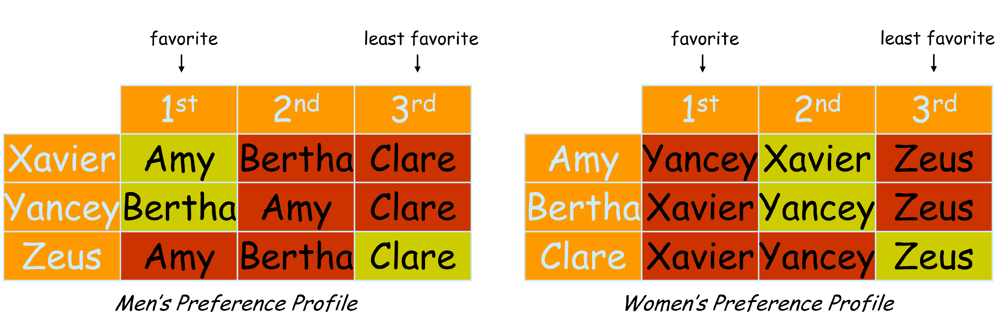 favorite least favorite
1st 2nd 3rd
Xavier Amy Bertha Clare
Yancey Bertha Amy Clare
Zeus Amy Bertha Clare
Men's Preference Profile
favorite least favorite
1st 2nd 3rd
Amy Yancey Xavier Zeus
Bertha Xavier Yancey Zeus
Clare Xavier Yancey Zeus
Women's Preference Profile